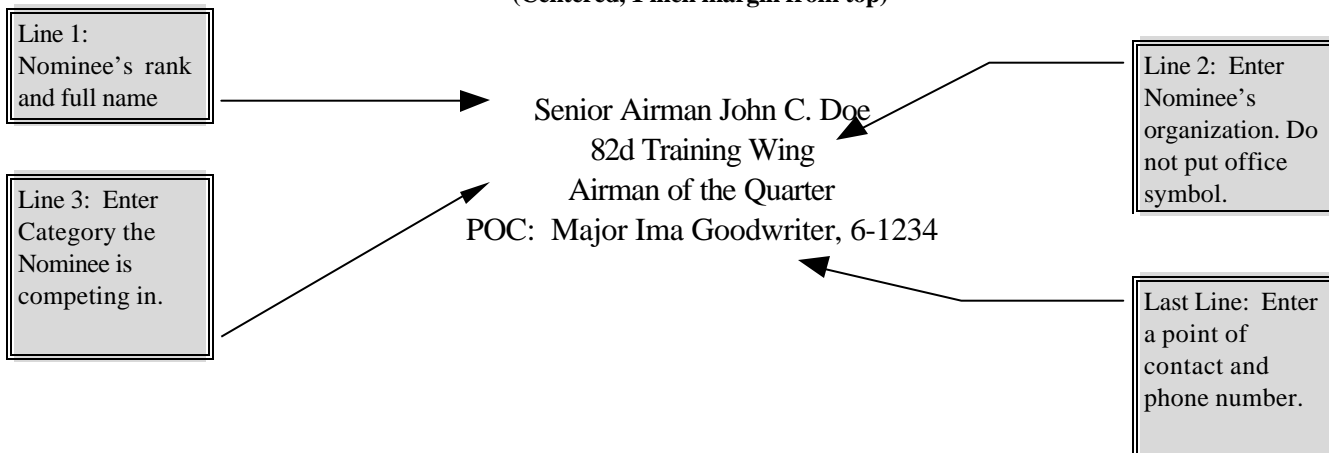 (Centered, 1 inch margin from top)
Line 1:
Nominee's rank
and full name
Senior Airman John C. Doe
82d Training Wing
Airman of the Quarter
POC: Major Ima Goodwriter, 6-1234
Line 2: Enter
Nominee's
organization. Do
not put office
symbol.
Line 3: Enter
Category the
Nominee is
competing in.
Last Line: Enter
a point of
contact and
phone number.